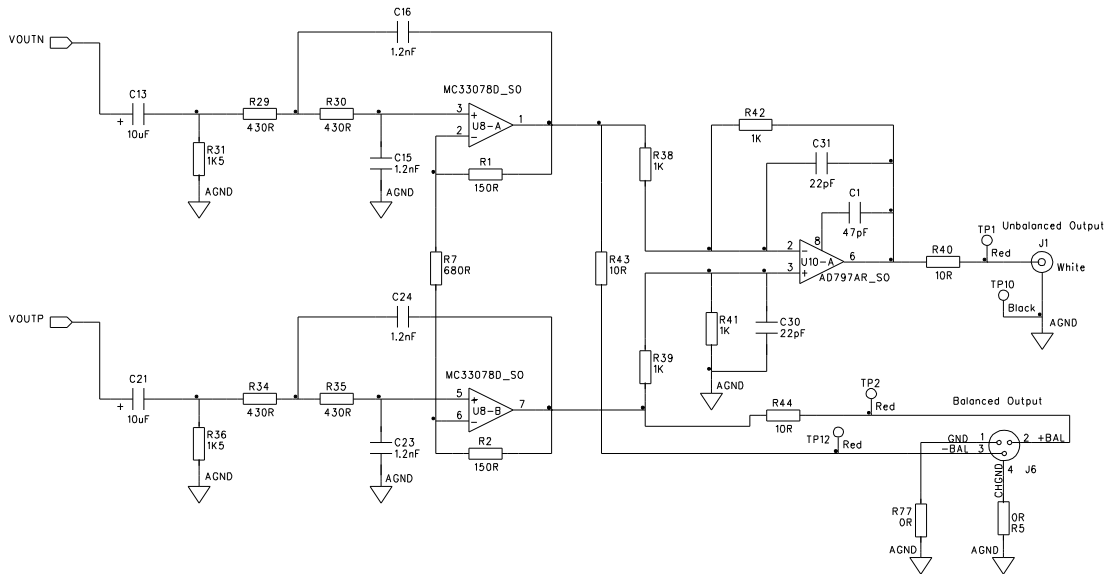 VOUTN
C16
1.2nF
C13
+
10uF
R29
430R
R30
430R
MC33078D_SO
3
+
U8-A
2
−
1
R31
1K5
AGND
C15
1.2nF
AGND
R1
150R
R42
1K
C31
22pF
C1
47pF
R38
1K
8
2
−
U10-A
3
+
6
AD797AR_SO
R40
10R
TP1
Red
Unbalanced Output
J1
White
TP10
Black
AGND
R7
680R
R43
10R
R41
1K
C30
22pF
AGND
R39
1K
VOUTP
C24
1.2nF
C21
+
10uF
R34
430R
R35
430R
MC33078D_SO
5
+
U8-B
6
−
7
R36
1K5
AGND
C23
1.2nF
AGND
R2
150R
R44
10R
TP2
Red
TP12
Red
Balanced Output
GND 1
2 +BAL
-BAL 3
4
J6
CHGND
R77
0R
AGND
0R
R5
AGND